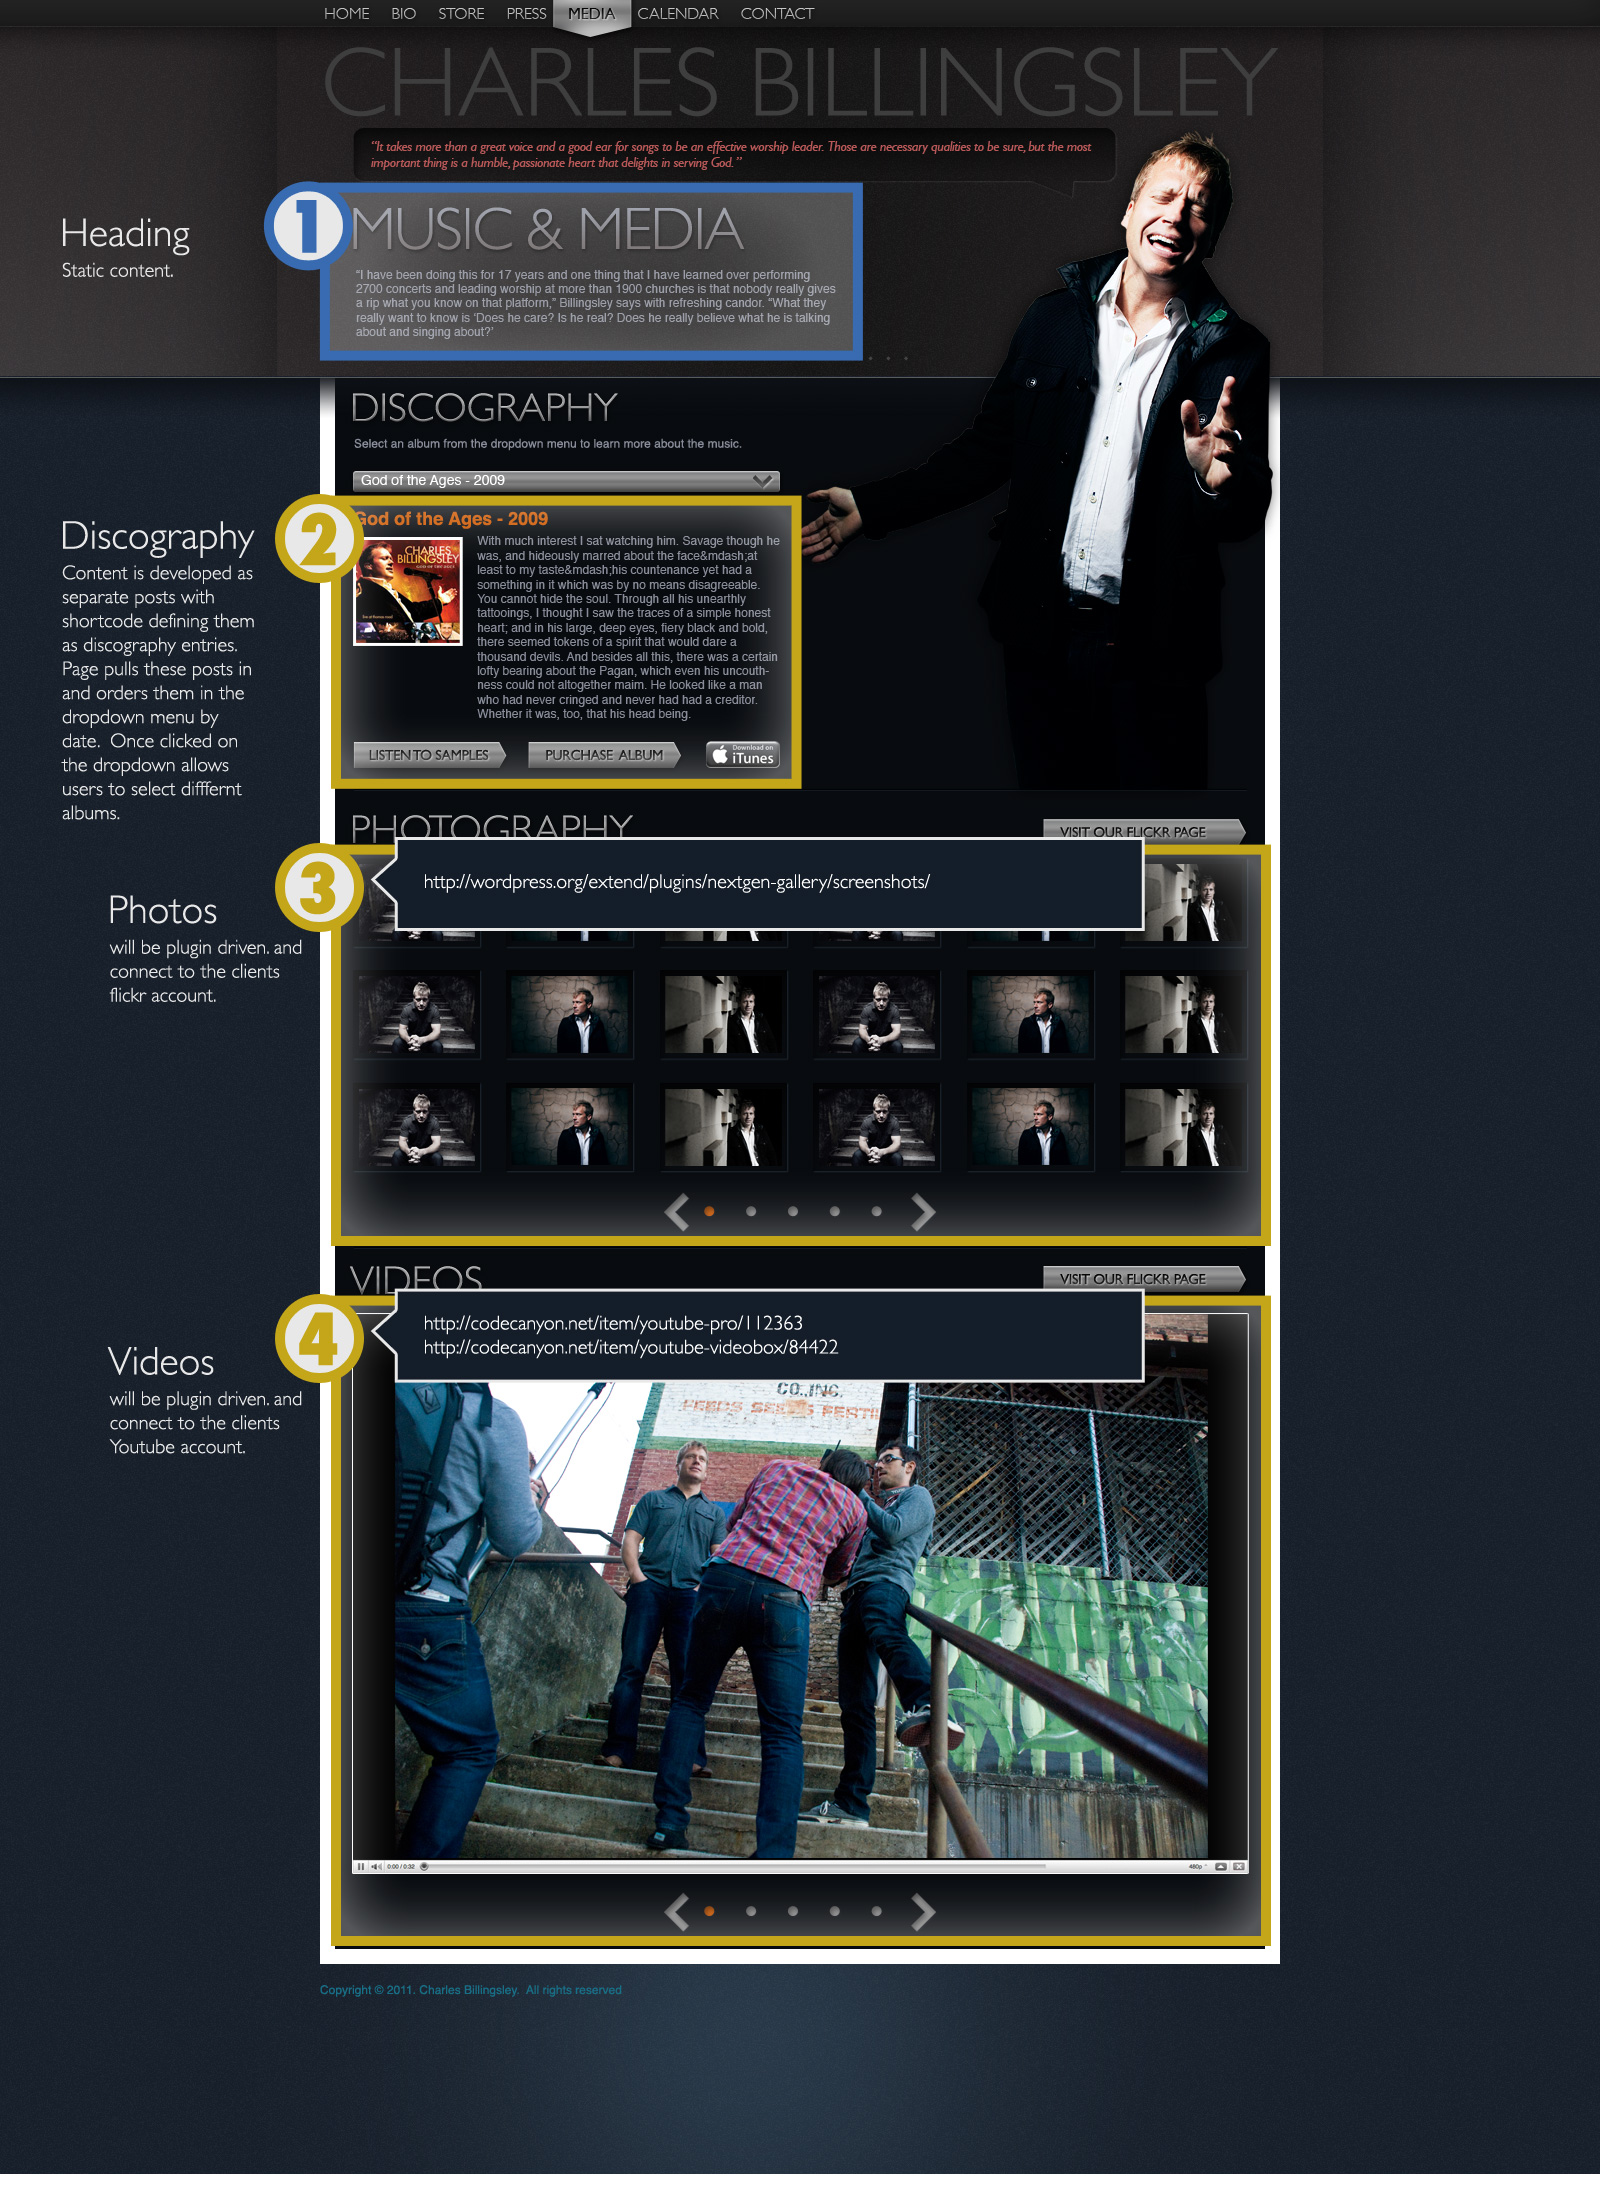 HOME BIO STORE PRESS MEDIA CALENDAR CONTACT
CHARLES BILLINGSLEY
“It takes more than a great voice and a good ear for songs to be an effective worship leader. Those are necessary qualities to be sure, but the most
important thing is a humble, passionate heart that delights in serving God.”
1
Heading
Static content.
MUSIC & MEDIA
“I have been doing this for 17 years and one thing that I have learned over performing
2700 concerts and leading worship at more than 1900 churches is that nobody really gives
a rip what you know on that platform,” Billingsley says with refreshing candor. “What they
really want to know is ‘Does he care? Is he real? Does he really believe what he is talking
about and singing about?’
DISCOGRAPHY
Select an album from the dropdown menu to learn more about the music.
God of the Ages - 2009
2
Discography
Content is developed as
separate posts with
shortcode defining them
as discography entries.
Page pulls these posts in
and orders them in the
dropdown menu by
date.  Once clicked on
the dropdown allows
users to select difffernt
albums.
God of the Ages - 2009
CHARLES
BILLINGSLEY
With much interest I sat watching him. Savage though he
was, and hideously marred about the face&mdash;at
least to my taste&mdash;his countenance yet had a
something in it which was by no means disagreeable.
You cannot hide the soul. Through all his unearthly
tattooings, I thought I saw the traces of a simple honest
heart; and in his large, deep eyes, fiery black and bold,
there seemed tokens of a spirit that would dare a
thousand devils. And besides all this, there was a certain
lofty bearing about the Pagan, which even his uncouth-
ness could not altogether maim. He looked like a man
who had never cringed and never had had a creditor.
Whether it was, too, that his head being.
LISTEN TO SAMPLES PURCHASE ALBUM Download on iTunes
PHOTOGRAPHY
VISIT OUR FLICKR PAGE
3
Photos
will be plugin driven. and
connect to the clients
flickr account.
http://wordpress.org/extend/plugins/nextgen-gallery/screenshots/
VIDEOS
VISIT OUR FLICKR PAGE
4
Videos
will be plugin driven. and
connect to the clients
Youtube account.
http://codecanyon.net/item/youtube-pro/112363
http://codecanyon.net/item/youtube-videobox/84422
CO., INC.
FEEDS SEEDS FERTI
0:00 / 0:32 480p
Copyright © 2011. Charles Billingsley.  All rights reserved